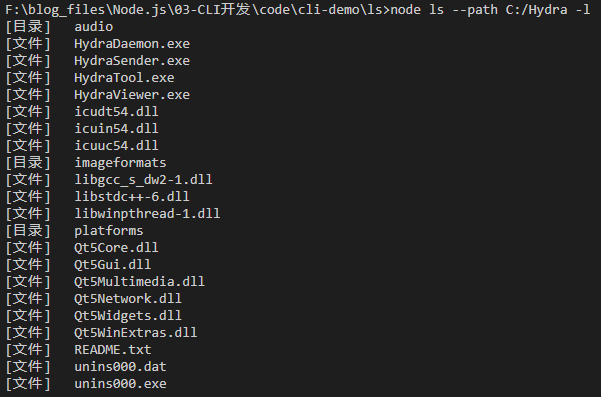 F:\blog_files\Node.js\03-CLI开发\code\cli-demo\ls>node ls --path C:/Hydra -l
[目录]   audio
[文件]   HydraDaemon.exe
[文件]   HydraSender.exe
[文件]   HydraTool.exe
[文件]   HydraViewer.exe
[文件]   icudt54.dll
[文件]   icuin54.dll
[文件]   icuuc54.dll
[目录]   imageformats
[文件]   libgcc_s_dw2-1.dll
[文件]   libstdc++-6.dll
[文件]   libwinpthread-1.dll
[目录]   platforms
[文件]   Qt5Core.dll
[文件]   Qt5Gui.dll
[文件]   Qt5Multimedia.dll
[文件]   Qt5Network.dll
[文件]   Qt5Widgets.dll
[文件]   Qt5WinExtras.dll
[文件]   README.txt
[文件]   unins000.dat
[文件]   unins000.exe